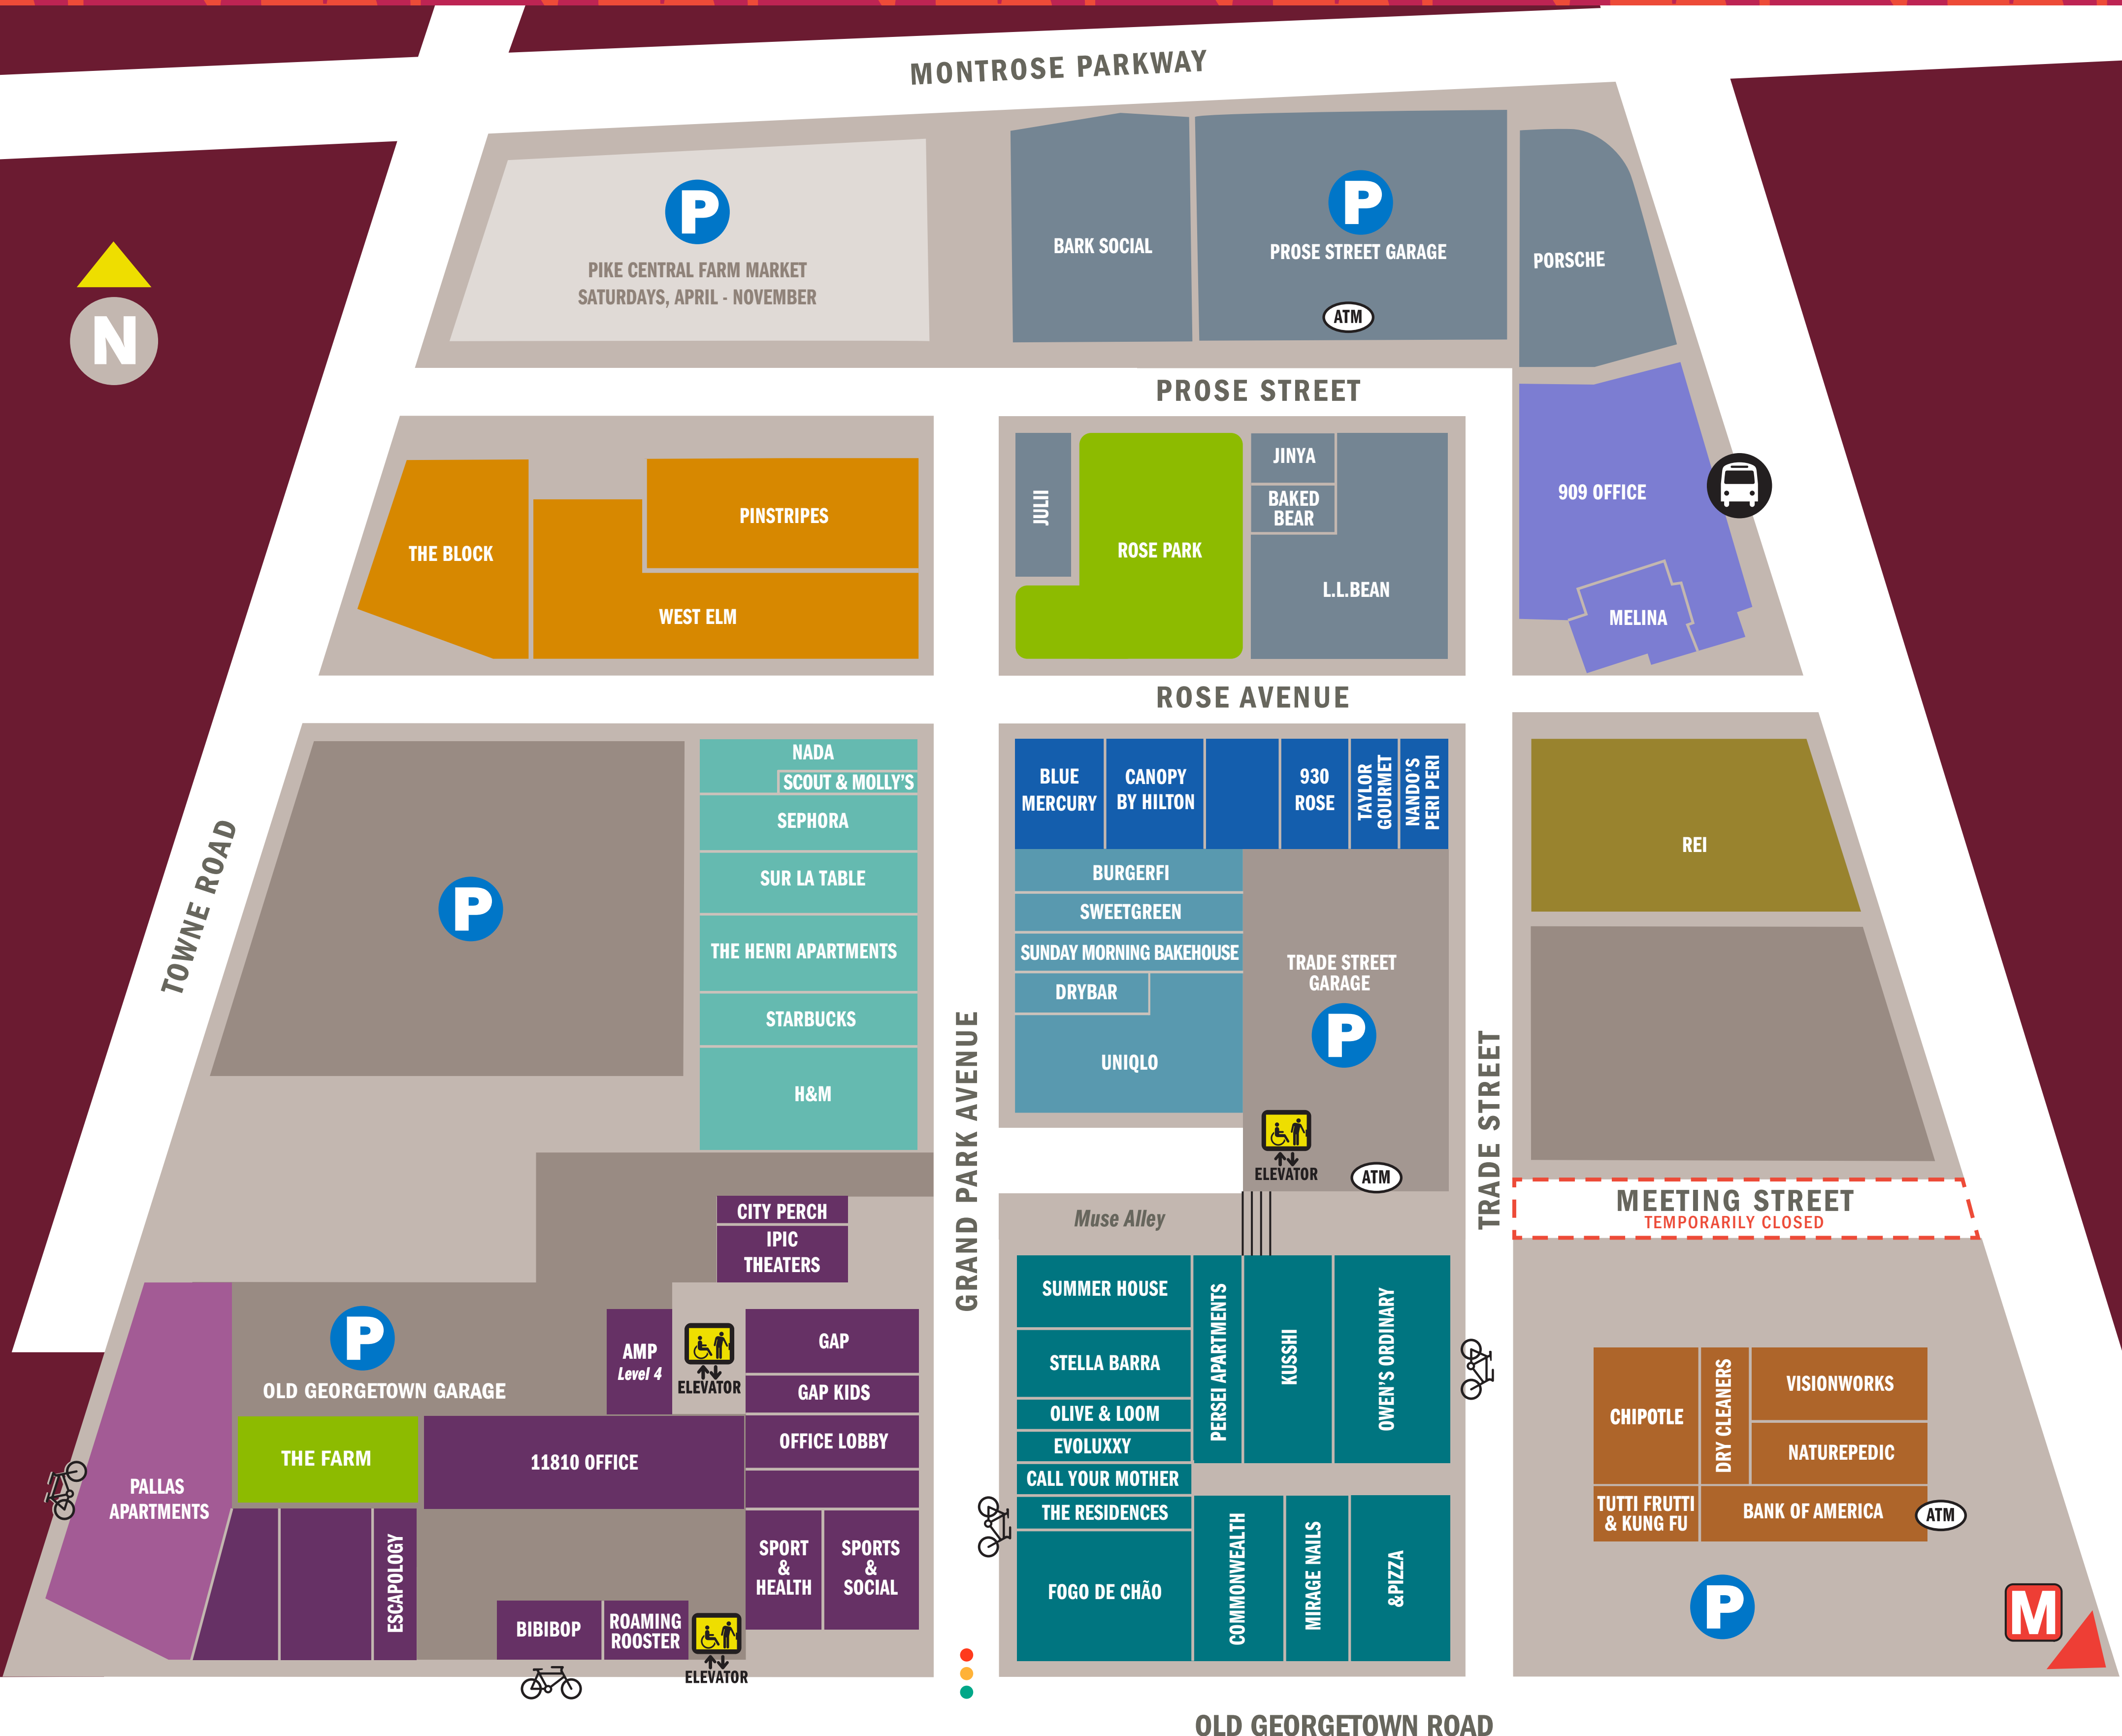 MONTROSE PARKWAY
P
PIKE CENTRAL FARM MARKET
SATURDAYS, APRIL - NOVEMBER
BARK SOCIAL
P
PROSE STREET GARAGE
ATM
PORSCHE
N
PROSE STREET
THE BLOCK
PINSTRIPES
WEST ELM
JULII
ROSE PARK
JINYA
BAKED
BEAR
L.L.BEAN
909 OFFICE
MELINA
ROSE AVENUE
TOWNE ROAD
P
NADA
SCOUT & MOLLY'S
SEPHORA
SUR LA TABLE
THE HENRI APARTMENTS
STARBUCKS
H&M
GRAND PARK AVENUE
BLUE
MERCURY
CANOPY
BY HILTON
930
ROSE
TAYLOR
GOURMET
NANDO'S
PERI PERI
BURGERFI
SWEETGREEN
SUNDAY MORNING BAKEHOUSE
DRYBAR
UNIQLO
TRADE STREET
GARAGE
P
ELEVATOR
ATM
TRADE STREET
REI
MEETING STREET
TEMPORARILY CLOSED
CITY PERCH
IPIC
THEATERS
P
OLD GEORGETOWN GARAGE
AMP
Level 4
ELEVATOR
GAP
GAP KIDS
OFFICE LOBBY
THE FARM
11810 OFFICE
PALLAS
APARTMENTS
ESCAPOLOGY
BIBIBOP
ROAMING
ROOSTER
ELEVATOR
SPORT
&
HEALTH
SPORTS
&
SOCIAL
Muse Alley
SUMMER HOUSE
STELLA BARRA
OLIVE & LOOM
EVOLUXXY
CALL YOUR MOTHER
THE RESIDENCES
FOGO DE CHÃO
PERSEI APARTMENTS
KUSSHI
OWEN'S ORDINARY
COMMONWEALTH
MIRAGE NAILS
&PIZZA
CHIPOTLE
DRY CLEANERS
VISIONWORKS
NATUREPEDIC
TUTTI FRUTTI
& KUNG FU
BANK OF AMERICA
ATM
P
M
OLD GEORGETOWN ROAD